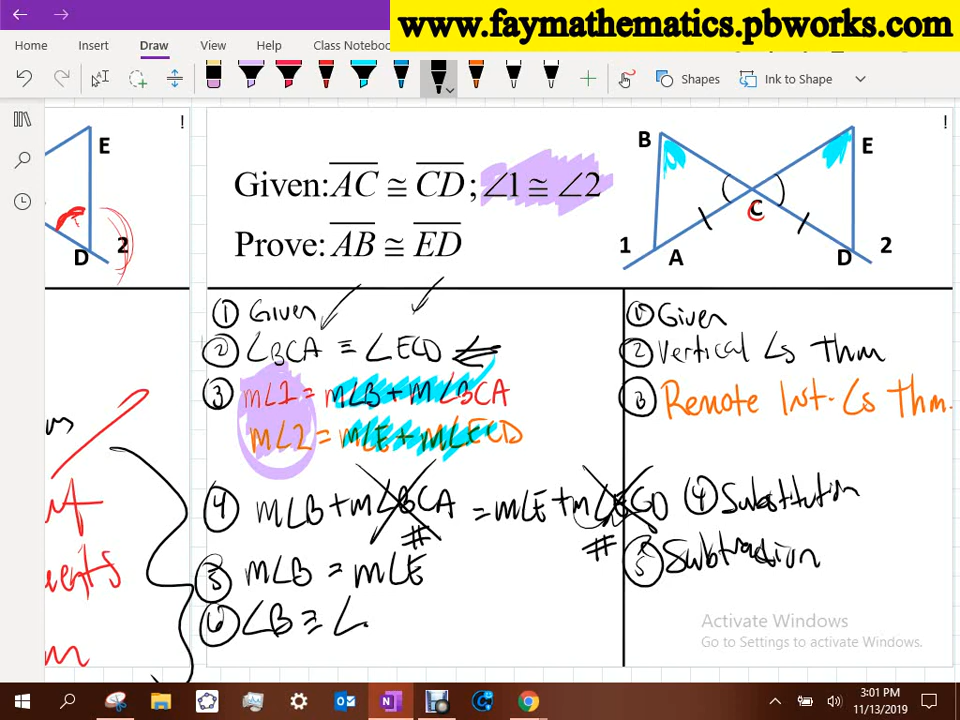 www.faymathematics.pbworks.com
Home Insert Draw View Help Class Notebo
Shapes Ink to Shape
E
!
D 2
Given: AC ≅ CD; ∠1 ≅ ∠2
Prove: AB ≅ ED
!
B E
C
1 A D 2
① Given
① Given
② ∠BCA ≅ ∠ECD
② Vertical ∠s Thm
③ m∠1 = m∠B + m∠BCA
m∠2 = m∠E + m∠ECD
③ Remote Int. ∠s Thm.
④ m∠B + m∠BCA = m∠E + m∠ECD
④ Substitution
⑤ m∠B = m∠E
⑤ Subtraction
⑥ ∠B ≅ ∠
Activate Windows
Go to Settings to activate Windows.
3:01 PM
11/13/2019